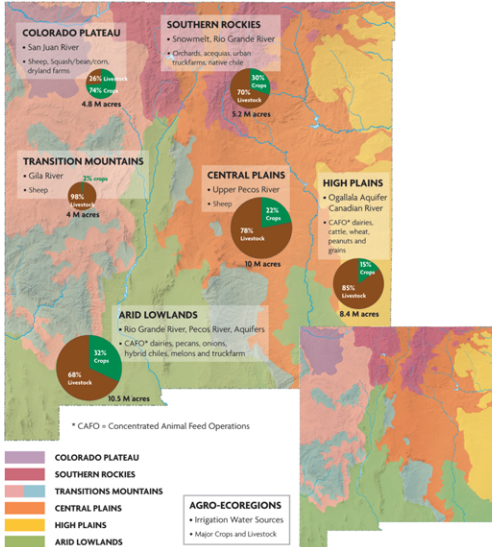 COLORADO PLATEAU
• San Juan River
• Sheep, Squash/bean/corn,
dryland farms
26% Livestock
74% Crops
4.8 M acres
SOUTHERN ROCKIES
• Snowmelt, Rio Grande River
• Orchards, acequias, urban
truckfarms, native chile
30%
Crops
70%
Livestock
5.2 M acres
TRANSITION MOUNTAINS
• Gila River
• Sheep
2% crops
98%
Livestock
4 M acres
CENTRAL PLAINS
• Upper Pecos River
• Sheep
22%
Crops
78%
Livestock
10 M acres
HIGH PLAINS
• Ogallala Aquifer
Canadian River
• CAFO* dairies,
cattle, wheat,
peanuts and
grains
15%
Crops
85%
Livestock
8.4 M acres
ARID LOWLANDS
• Rio Grande River, Pecos River, Aquifers
• CAFO* dairies, pecans, onions,
hybrid chiles, melons and truckfarm
32%
Crops
68%
Livestock
10.5 M acres
* CAFO = Concentrated Animal Feed Operations
COLORADO PLATEAU
SOUTHERN ROCKIES
TRANSITIONS MOUNTAINS
CENTRAL PLAINS
HIGH PLAINS
ARID LOWLANDS
AGRO-ECOREGIONS
• Irrigation Water Sources
• Major Crops and Livestock